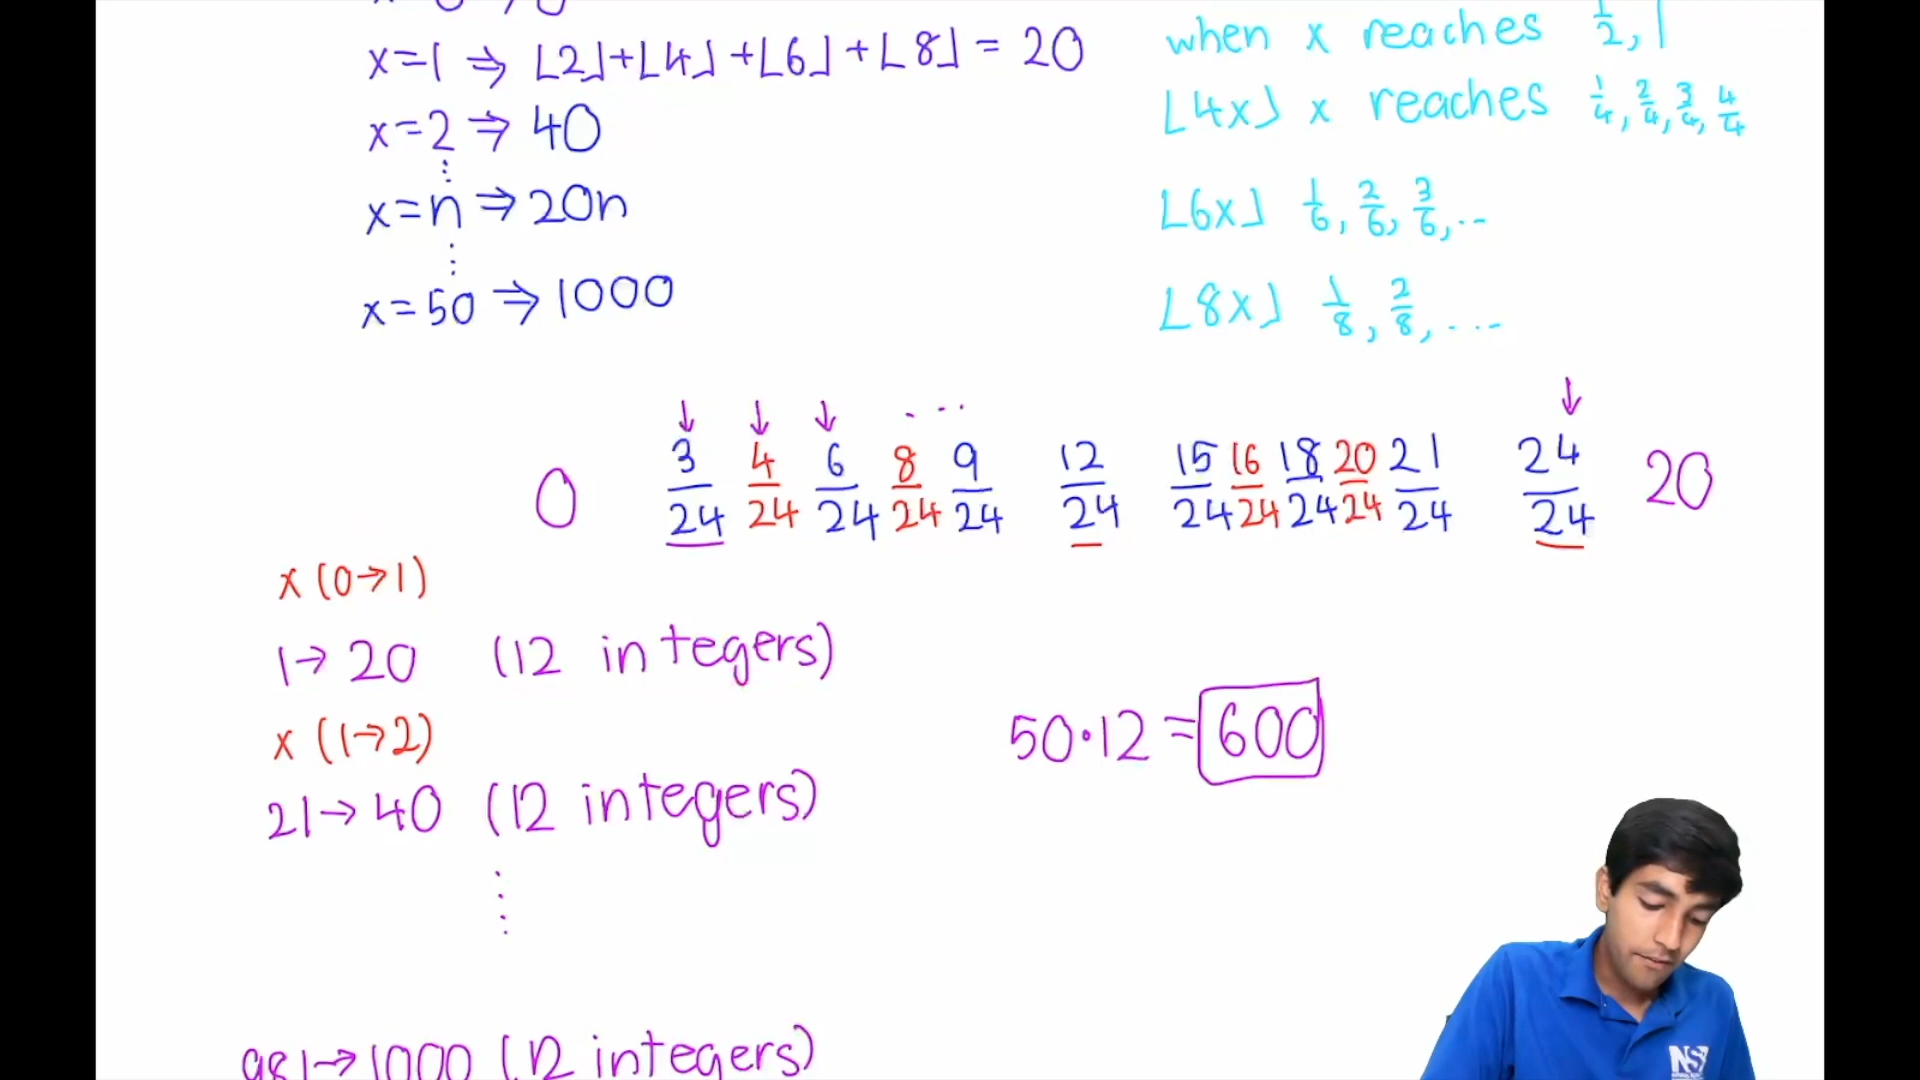 x=1 ⇒ ⌊2⌋+⌊4⌋+⌊6⌋+⌊8⌋ = 20
x=2 ⇒ 40
⋮
x=n ⇒ 20n
⋮
x=50 ⇒ 1000
when x reaches 1/2, 1
⌊4x⌋ x reaches 1/4, 2/4, 3/4, 4/4
⌊6x⌋ 1/6, 2/6, 3/6, ..
⌊8x⌋ 1/8, 2/8, ....
↓ ↓ ↓ ... ↓
0 3/24 4/24 6/24 8/24 9/24 12/24 15/24 16/24 18/24 20/24 21/24 24/24 20
x (0→1)
1→20 (12 integers)
x (1→2)
21→40 (12 integers)
⋮
981→1000 (12 integers)
50·12 = 600